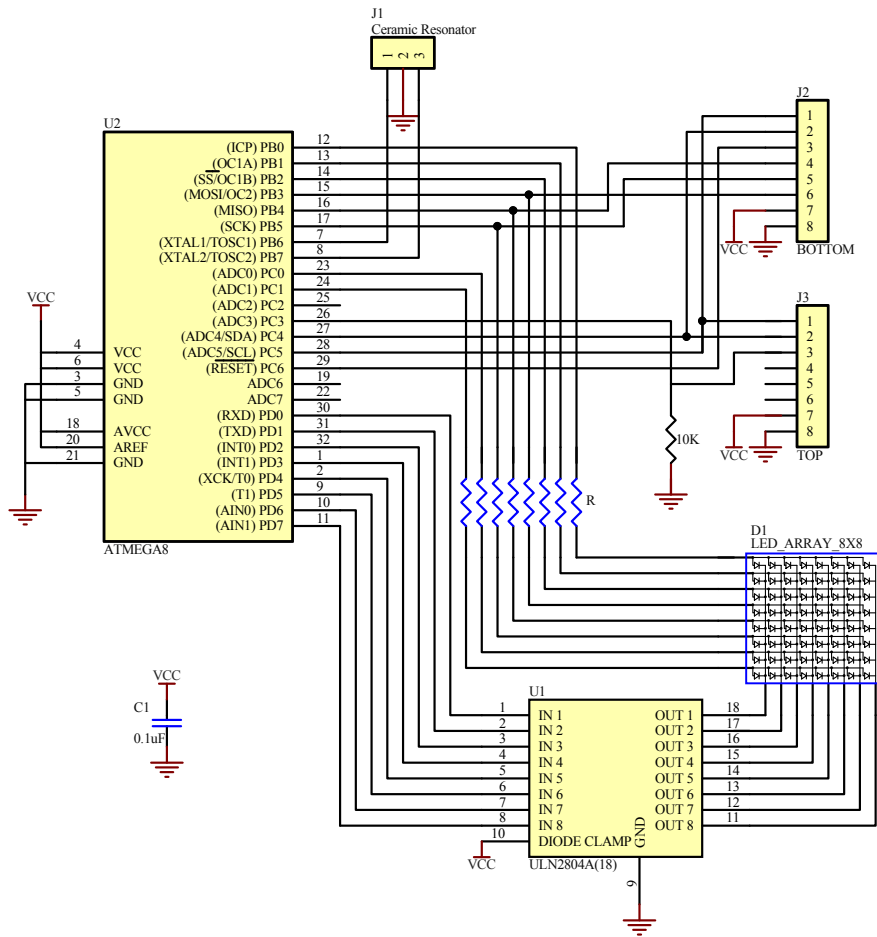 J1
Ceramic Resonator
1 2 3
U2
(ICP) PB0 12
(OC1A) PB1 13
(SS/OC1B) PB2 14
(MOSI/OC2) PB3 15
(MISO) PB4 16
(SCK) PB5 17
(XTAL1/TOSC1) PB6 7
(XTAL2/TOSC2) PB7 8
(ADC0) PC0 23
(ADC1) PC1 24
(ADC2) PC2 25
(ADC3) PC3 26
(ADC4/SDA) PC4 27
(ADC5/SCL) PC5 28
(RESET) PC6 29
ADC6 19
ADC7 22
(RXD) PD0 30
(TXD) PD1 31
(INT0) PD2 32
(INT1) PD3 1
(XCK/T0) PD4 2
(T1) PD5 9
(AIN0) PD6 10
(AIN1) PD7 11
VCC
4 VCC
6 VCC
3 GND
5 GND
18 AVCC
20 AREF
21 GND
ATMEGA8
J2
1
2
3
4
5
6
7
8
VCC
BOTTOM
J3
1
2
3
4
5
6
7
8
VCC
TOP
10K
R
D1
LED_ARRAY_8X8
VCC
C1
0.1uF
U1
1 IN 1 OUT 1 18
2 IN 2 OUT 2 17
3 IN 3 OUT 3 16
4 IN 4 OUT 4 15
5 IN 5 OUT 5 14
6 IN 6 OUT 6 13
7 IN 7 OUT 7 12
8 IN 8 OUT 8 11
10 DIODE CLAMP GND
VCC
ULN2804A(18)
9